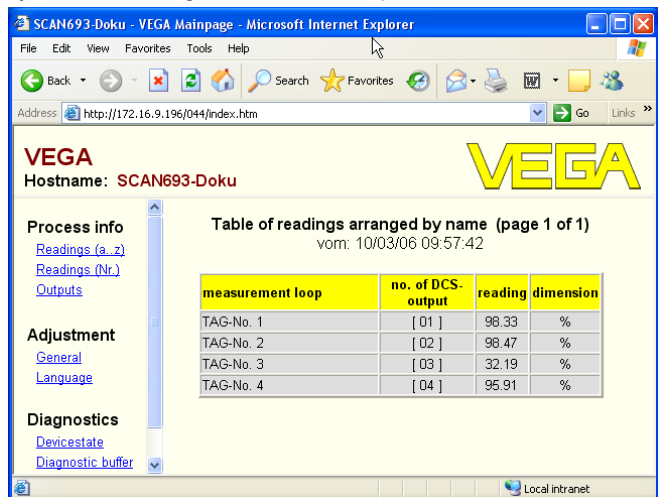 SCAN693-Doku - VEGA Mainpage - Microsoft Internet Explorer
File Edit View Favorites Tools Help
Back Search Favorites
Address http://172.16.9.196/044/index.htm Go Links »
VEGA
Hostname: SCAN693-Doku
VEGA
Process info
Readings (a..z)
Readings (Nr.)
Outputs
Adjustment
General
Language
Diagnostics
Devicestate
Diagnostic buffer
Table of readings arranged by name (page 1 of 1)
vom: 10/03/06 09:57:42
measurement loop no. of DCS-output reading dimension
TAG-No. 1 [ 01 ] 98.33 %
TAG-No. 2 [ 02 ] 98.47 %
TAG-No. 3 [ 03 ] 32.19 %
TAG-No. 4 [ 04 ] 95.91 %
Local intranet